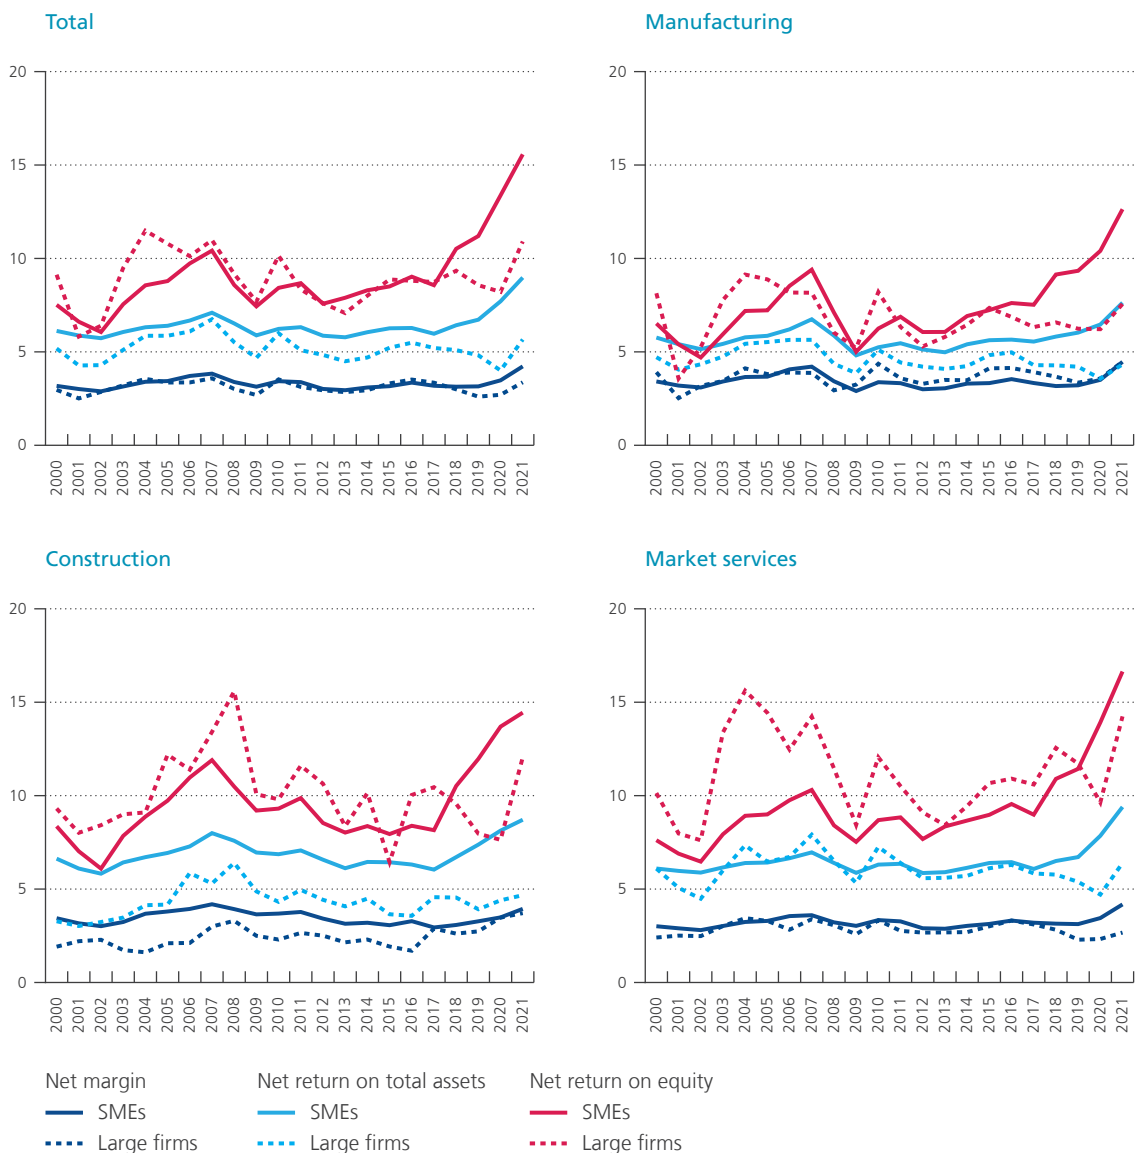 Total
20
15
10
5
0
2000 2001 2002 2003 2004 2005 2006 2007 2008 2009 2010 2011 2012 2013 2014 2015 2016 2017 2018 2019 2020 2021
Manufacturing
20
15
10
5
0
2000 2001 2002 2003 2004 2005 2006 2007 2008 2009 2010 2011 2012 2013 2014 2015 2016 2017 2018 2019 2020 2021
Construction
20
15
10
5
0
2000 2001 2002 2003 2004 2005 2006 2007 2008 2009 2010 2011 2012 2013 2014 2015 2016 2017 2018 2019 2020 2021
Market services
20
15
10
5
0
2000 2001 2002 2003 2004 2005 2006 2007 2008 2009 2010 2011 2012 2013 2014 2015 2016 2017 2018 2019 2020 2021
Net margin
SMEs
Large firms
Net return on total assets
SMEs
Large firms
Net return on equity
SMEs
Large firms